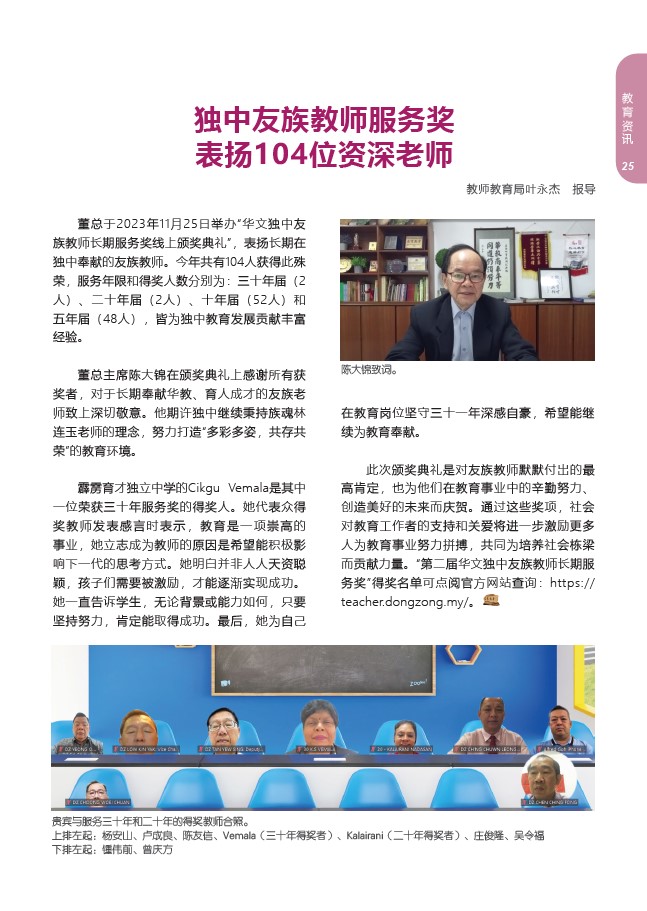 教育资讯
25
独中友族教师服务奖
表扬104位资深老师
教师教育局叶永杰 报导
董总于2023年11月25日举办“华文独中友
族教师长期服务奖线上颁奖典礼”，表扬长期在
独中奉献的友族教师。今年共有104人获得此殊
荣，服务年限和得奖人数分别为：三十年届（2
人）、二十年届（2人）、十年届（52人）和
五年届（48人），皆为独中教育发展贡献丰富
经验。
董总主席陈大锦在颁奖典礼上感谢所有获
奖者，对于长期奉献华教、育人成才的友族老
师致上深切敬意。他期许独中继续秉持族魂林
连玉老师的理念，努力打造“多彩多姿，共存共
荣”的教育环境。
霹雳育才独立中学的Cikgu Vemala是其中
一位荣获三十年服务奖的得奖人。她代表众得
奖教师发表感言时表示，教育是一项崇高的
事业，她立志成为教师的原因是希望能积极影
响下一代的思考方式。她明白并非人人天资聪
颖，孩子们需要被激励，才能逐渐实现成功。
她一直告诉学生，无论背景或能力如何，只要
坚持努力，肯定能取得成功。最后，她为自己
陈大锦致词。
在教育岗位坚守三十一年深感自豪，希望能继
续为教育奉献。
此次颁奖典礼是对友族教师默默付出的最
高肯定，也为他们在教育事业中的辛勤努力、
创造美好的未来而庆贺。通过这些奖项，社会
对教育工作者的支持和关爱将进一步激励更多
人为教育事业努力拼搏，共同为培养社会栋梁
而贡献力量。“第二届华文独中友族教师长期服
务奖”得奖名单可点阅官方网站查询：https://
teacher.dongzong.my/。
zoom
DZ CHONG WOEI CHUAN
DZ CHEN CHING FONG
贵宾与服务三十年和二十年的得奖教师合照。
上排左起：杨安山、卢成良、陈友信、Vemala（三十年得奖者）、Kalairani（二十年得奖者）、庄俊隆、吴令福
下排左起：锺伟前、曾庆方